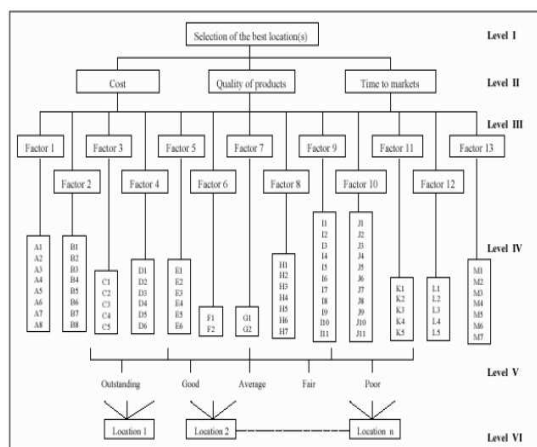 Selection of the best location(s)
Level I
Cost
Quality of products
Time to markets
Level II
Level III
Factor 1
Factor 3
Factor 5
Factor 7
Factor 9
Factor 11
Factor 13
Factor 2
Factor 4
Factor 6
Factor 8
Factor 10
Factor 12
A1
A2
A3
A4
A5
A6
A7
A8
B1
B2
B3
B4
B5
B6
B7
B8
C1
C2
C3
C4
C5
D1
D2
D3
D4
D5
D6
E1
E2
E3
E4
E5
E6
F1
F2
G1
G2
H1
H2
H3
H4
H5
H6
H7
I1
I2
I3
I4
I5
I6
I7
I8
I9
I10
I11
J1
J2
J3
J4
J5
J6
J7
J8
J9
J10
J11
K1
K2
K3
K4
K5
L1
L2
L3
L4
L5
M1
M2
M3
M4
M5
M6
M7
Level IV
Outstanding
Good
Average
Fair
Poor
Level V
Location 1
Location 2
Location n
Level VI